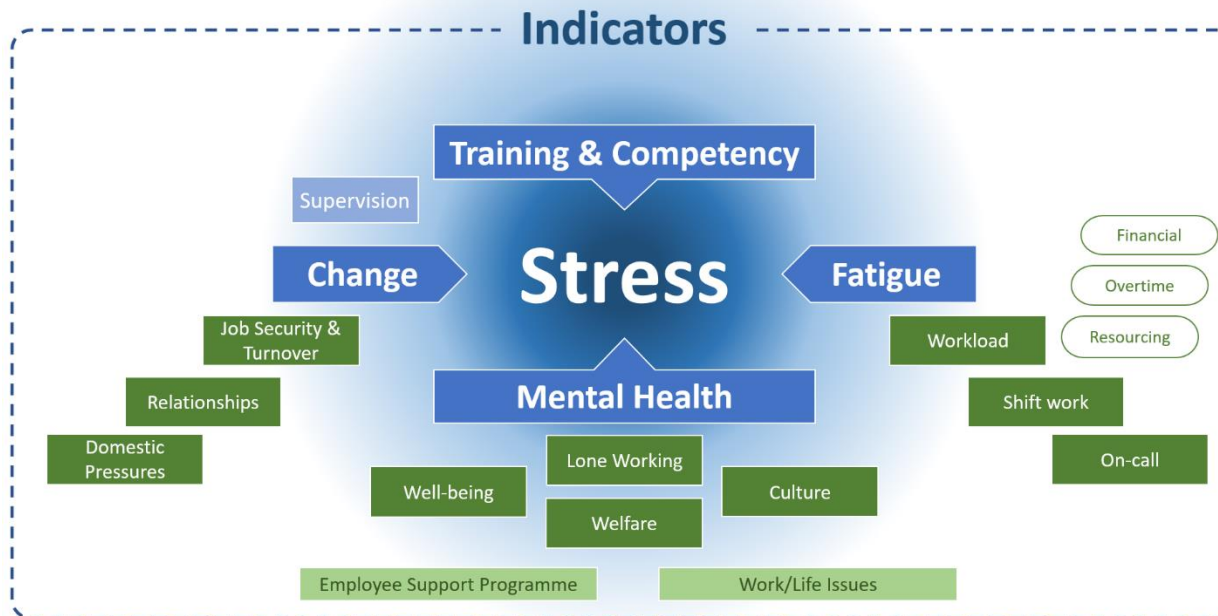 Indicators
Training & Competency
Supervision
Change
Stress
Fatigue
Financial
Overtime
Resourcing
Job Security &
Turnover
Workload
Relationships
Mental Health
Shift work
Domestic
Pressures
Lone Working
On-call
Well-being
Culture
Welfare
Employee Support Programme
Work/Life Issues